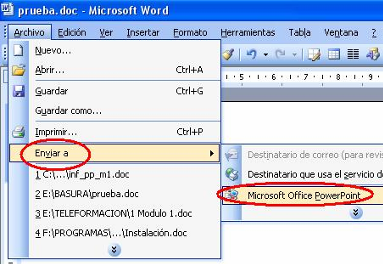 prueba.doc - Microsoft Word
Archivo Edición Ver Insertar Formato Herramientas Tabla Ventana ?
Nuevo...
Abrir... Ctrl+A
Guardar Ctrl+G
Guardar como...
Imprimir... Ctrl+P
Enviar a
1 C:\...\nf_pp_m1.doc
2 E:\BASURA\prueba.doc
3 E:\TELEFORMACION\1 Modulo 1.doc
4 F:\PROGRAMAS\...\Instalación.doc
Destinatario de correo (para revis
Destinatario que usa el servicio de
Microsoft Office PowerPoint